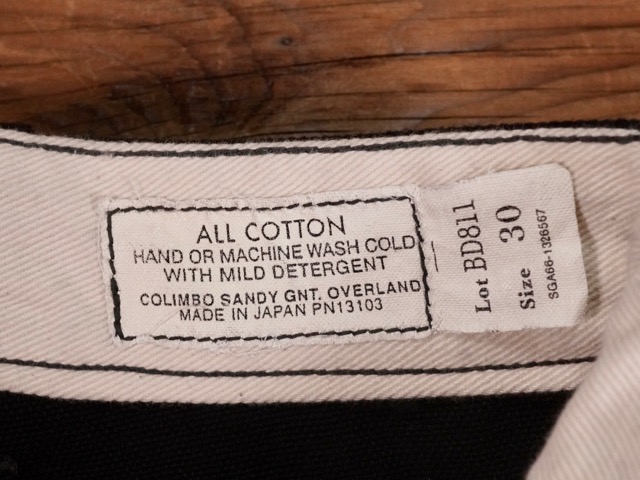 ALL COTTON
HAND OR MACHINE WASH COLD
WITH MILD DETERGENT
COLIMBO SANDY GNT. OVERLAND
MADE IN JAPAN PN13103
Lot BD811
Size 30
SGA66-1326567